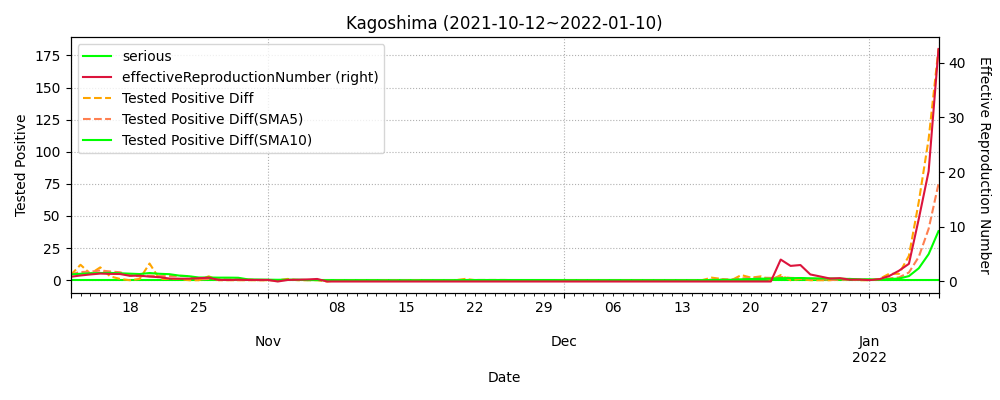 Kagoshima (2021-10-12~2022-01-10)
serious
effectiveReproductionNumber (right)
Tested Positive Diff
Tested Positive Diff(SMA5)
Tested Positive Diff(SMA10)
Tested Positive
175
150
125
100
75
50
25
0
40
30
20
10
0
Effective Reproduction Number
18 25 08 15 22 29 06 13 20 27 03
Nov Dec Jan
2022
Date